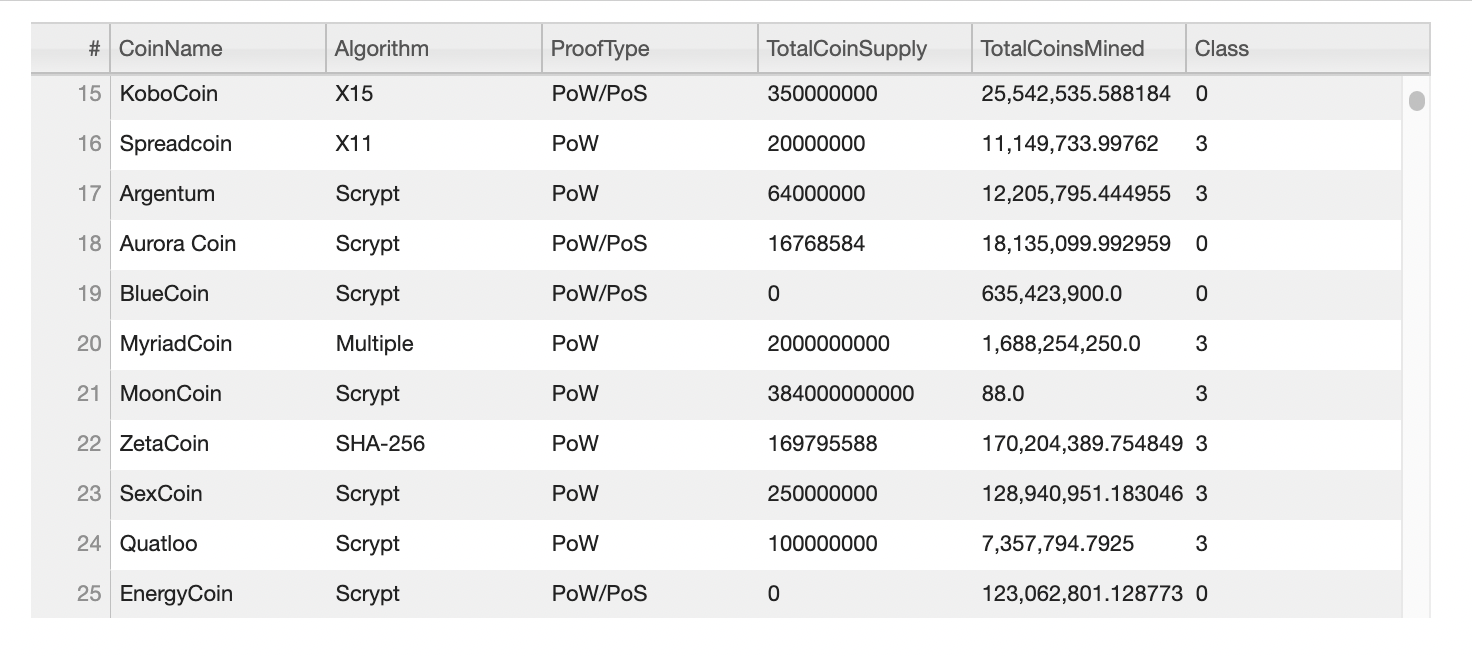 # CoinName Algorithm ProofType TotalCoinSupply TotalCoinsMined Class
15 KoboCoin X15 PoW/PoS 350000000 25,542,535.588184 0
16 Spreadcoin X11 PoW 20000000 11,149,733.99762 3
17 Argentum Scrypt PoW 64000000 12,205,795.444955 3
18 Aurora Coin Scrypt PoW/PoS 16768584 18,135,099.992959 0
19 BlueCoin Scrypt PoW/PoS 0 635,423,900.0 0
20 MyriadCoin Multiple PoW 2000000000 1,688,254,250.0 3
21 MoonCoin Scrypt PoW 384000000000 88.0 3
22 ZetaCoin SHA-256 PoW 169795588 170,204,389.754849 3
23 SexCoin Scrypt PoW 250000000 128,940,951.183046 3
24 Quatloo Scrypt PoW 100000000 7,357,794.7925 3
25 EnergyCoin Scrypt PoW/PoS 0 123,062,801.128773 0